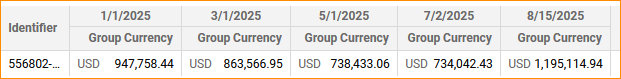 Identifier 1/1/2025 3/1/2025 5/1/2025 7/2/2025 8/15/2025
Group Currency Group Currency Group Currency Group Currency Group Currency
556802-... USD 947,758.44 USD 863,566.95 USD 738,433.06 USD 734,042.43 USD 1,195,114.94